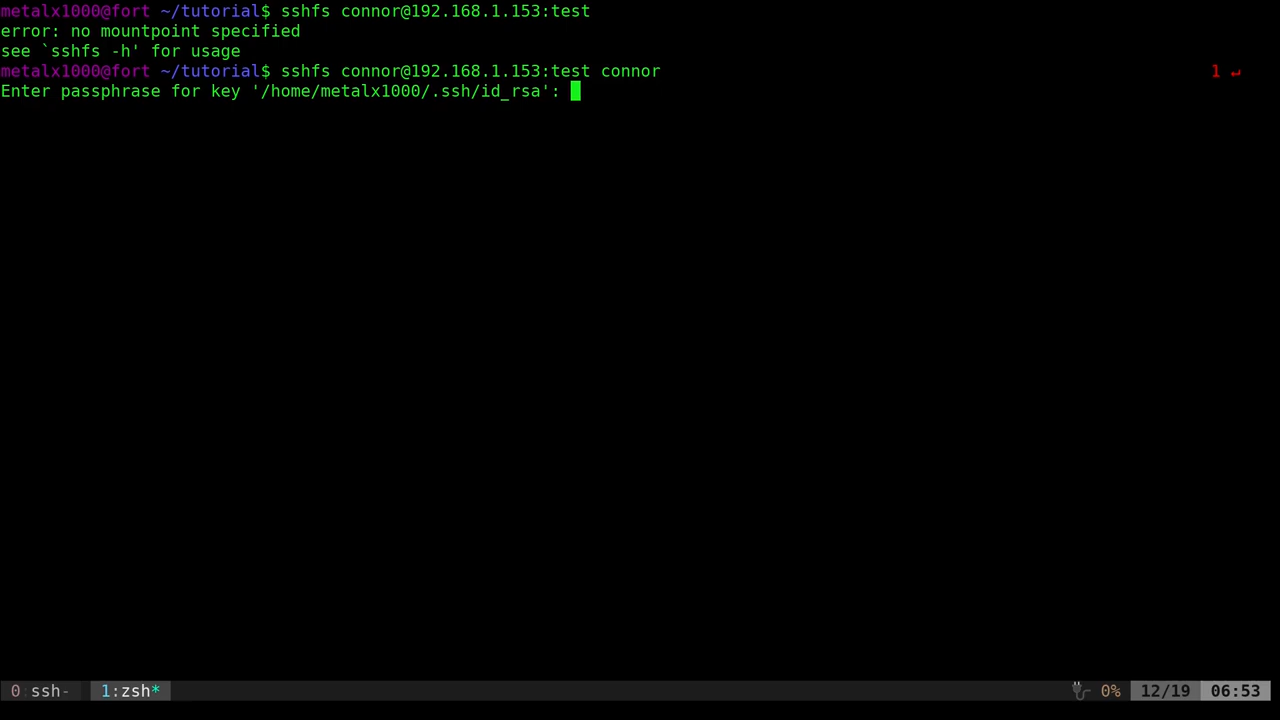 metalx1000@fort ~/tutorial$ sshfs connor@192.168.1.153:test
error: no mountpoint specified
see `sshfs -h' for usage
metalx1000@fort ~/tutorial$ sshfs connor@192.168.1.153:test connor 1 ↵
Enter passphrase for key '/home/metalx1000/.ssh/id_rsa':
0 ssh- 1:zsh* 0% 12/19 06:53